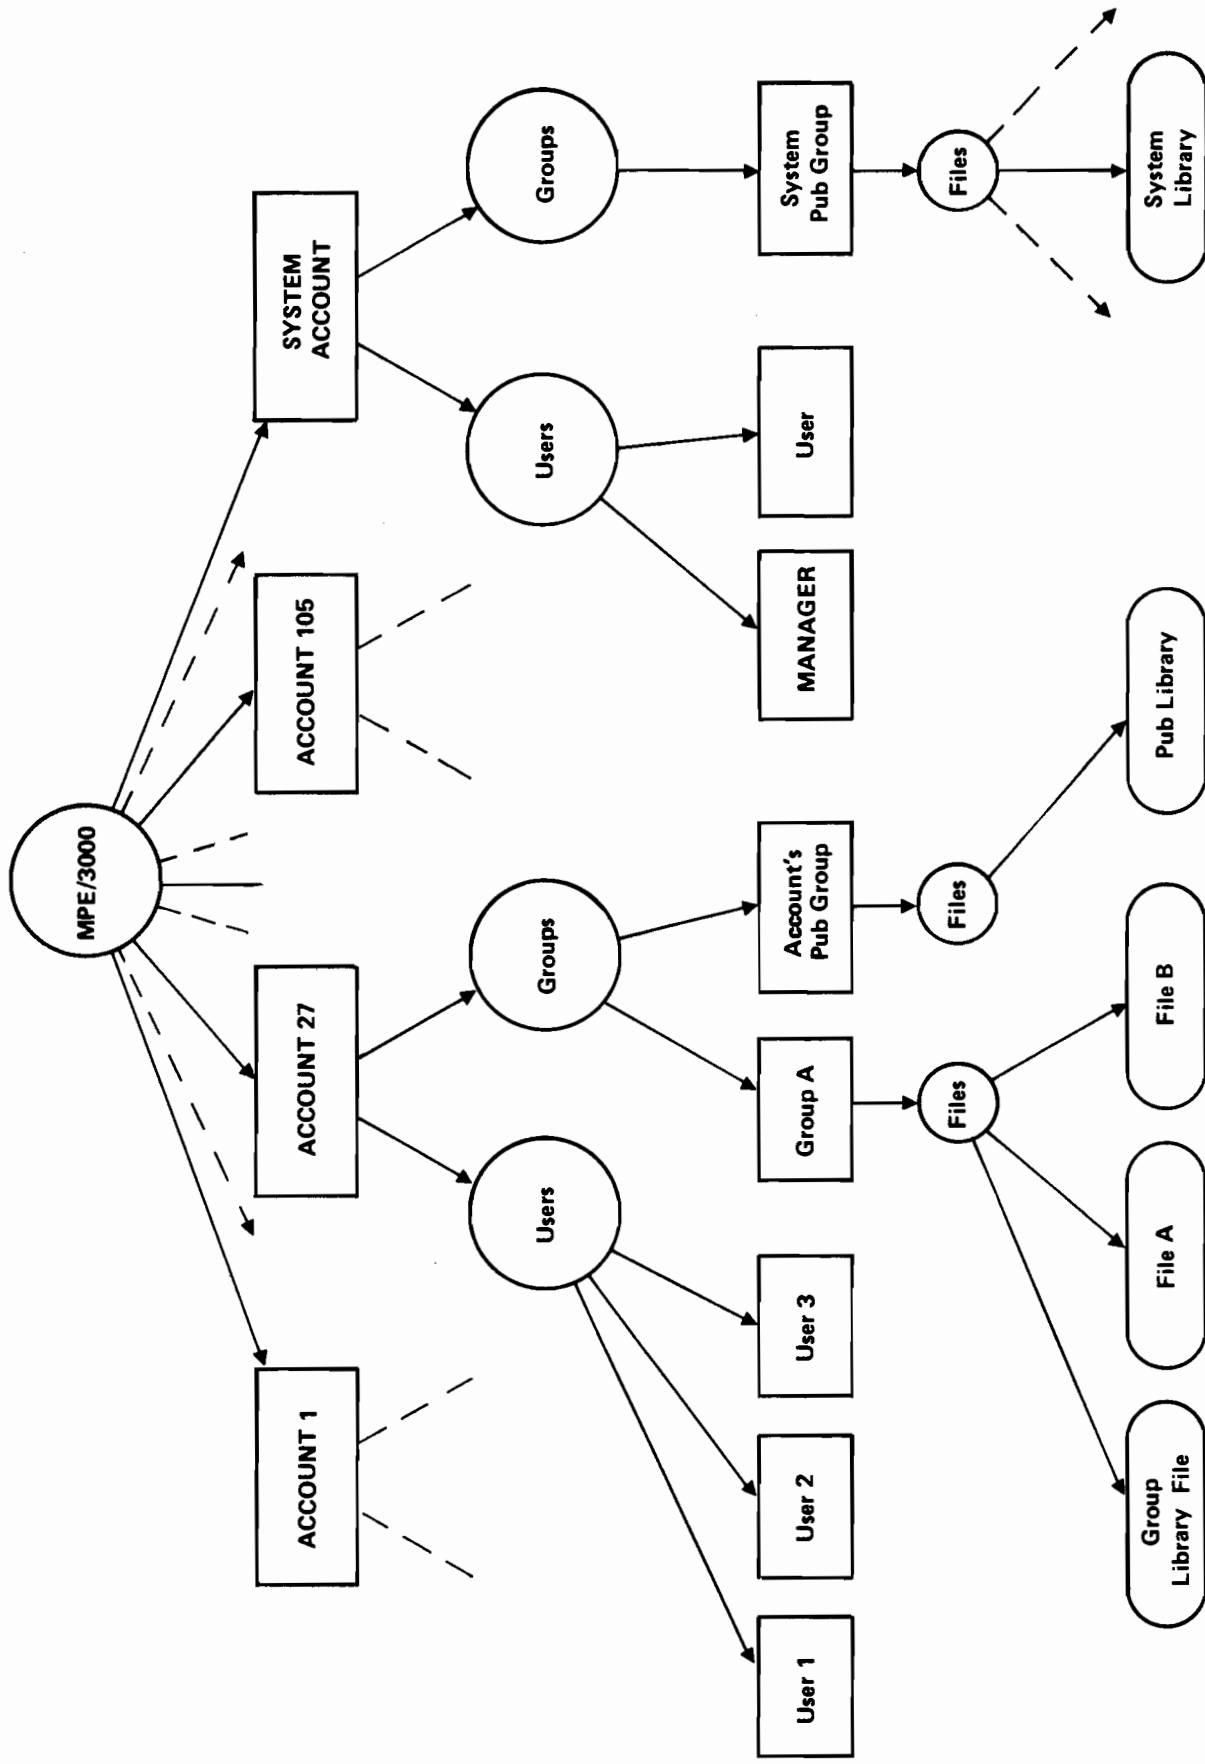 MPE/3000
ACCOUNT 1
ACCOUNT 27
ACCOUNT 105
SYSTEM
ACCOUNT
Users
Groups
Users
Groups
User 1
User 2
User 3
Group A
Account's
Pub Group
MANAGER
User
System
Pub Group
Files
Files
Files
Group
Library File
File A
File B
Pub Library
System
Library